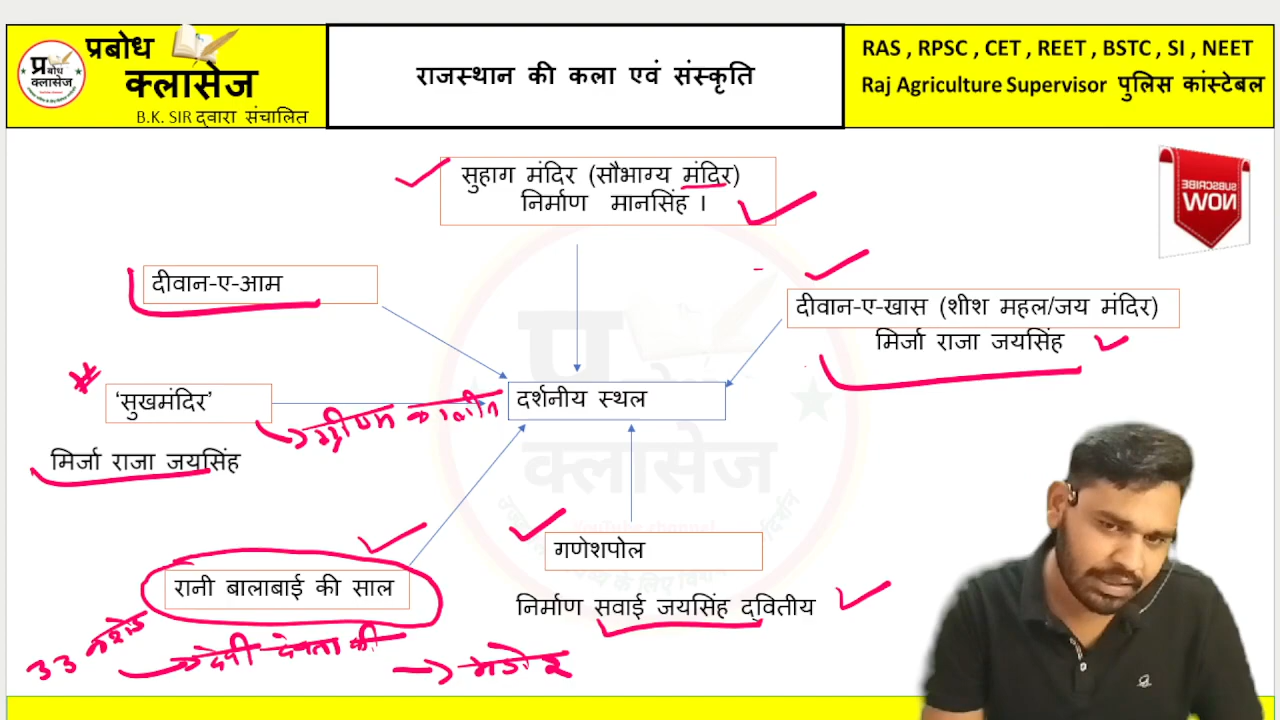 प्रबोध
क्लासेज
B.K. SIR द्वारा संचालित
प्र
बोध
क्लासेज
राजस्थान की कला एवं संस्कृति
RAS , RPSC , CET , REET , BSTC , SI , NEET
Raj Agriculture Supervisor पुलिस कांस्टेबल
SUBSCRIBE
NOW
सुहाग मंदिर (सौभाग्य मंदिर)
निर्माण मानसिंह I
दीवान-ए-आम
दीवान-ए-खास (शीश महल/जय मंदिर)
मिर्जा राजा जयसिंह
‘सुखमंदिर’
दर्शनीय स्थल
ग्रीष्म कालीन
मिर्जा राजा जयसिंह
क्लासेज
गणेशपोल
रानी बालाबाई की साल
निर्माण सवाई जयसिंह द्वितीय
33 करोड़
देवी देवता की